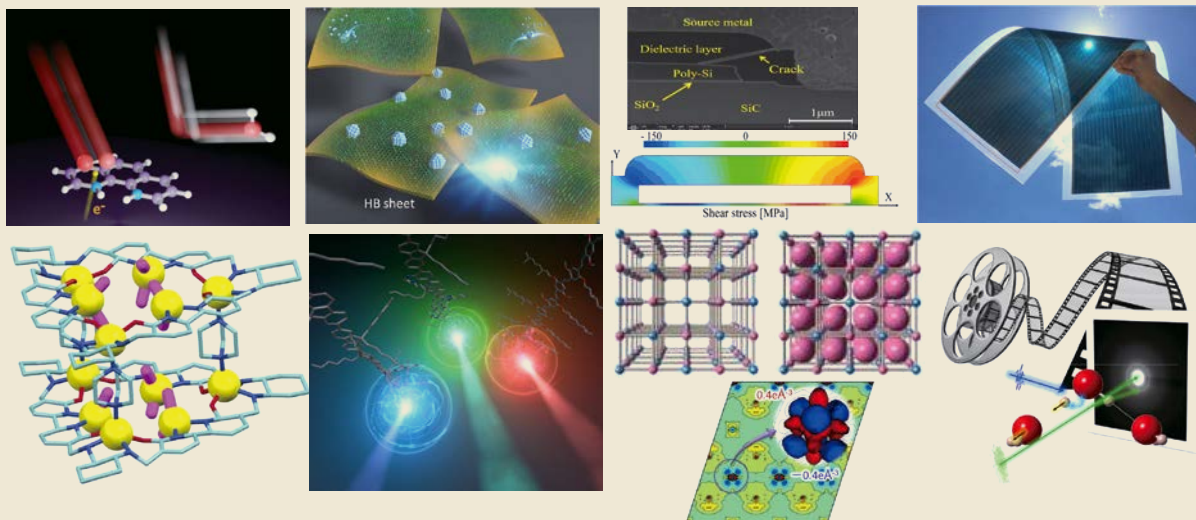 e-
HB sheet
Source metal
Dielectric layer
Crack
Poly-Si
SiO₂
SiC
1μm
- 150
0
150
Y
X
Shear stress [MPa]
0.4eÅ⁻³
−0.4eÅ⁻³